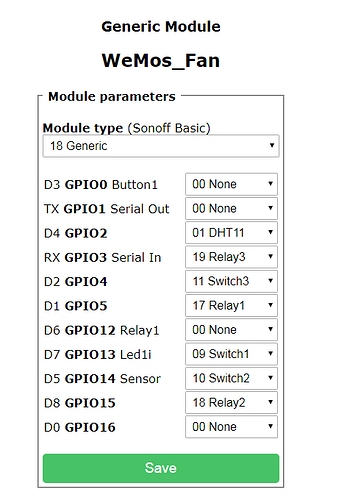 Generic Module
WeMos_Fan
Module parameters
Module type (Sonoff Basic)
18 Generic
D3 GPIO0 Button1 00 None
TX GPIO1 Serial Out 00 None
D4 GPIO2 01 DHT11
RX GPIO3 Serial In 19 Relay3
D2 GPIO4 11 Switch3
D1 GPIO5 17 Relay1
D6 GPIO12 Relay1 00 None
D7 GPIO13 Led1i 09 Switch1
D5 GPIO14 Sensor 10 Switch2
D8 GPIO15 18 Relay2
D0 GPIO16 00 None
Save